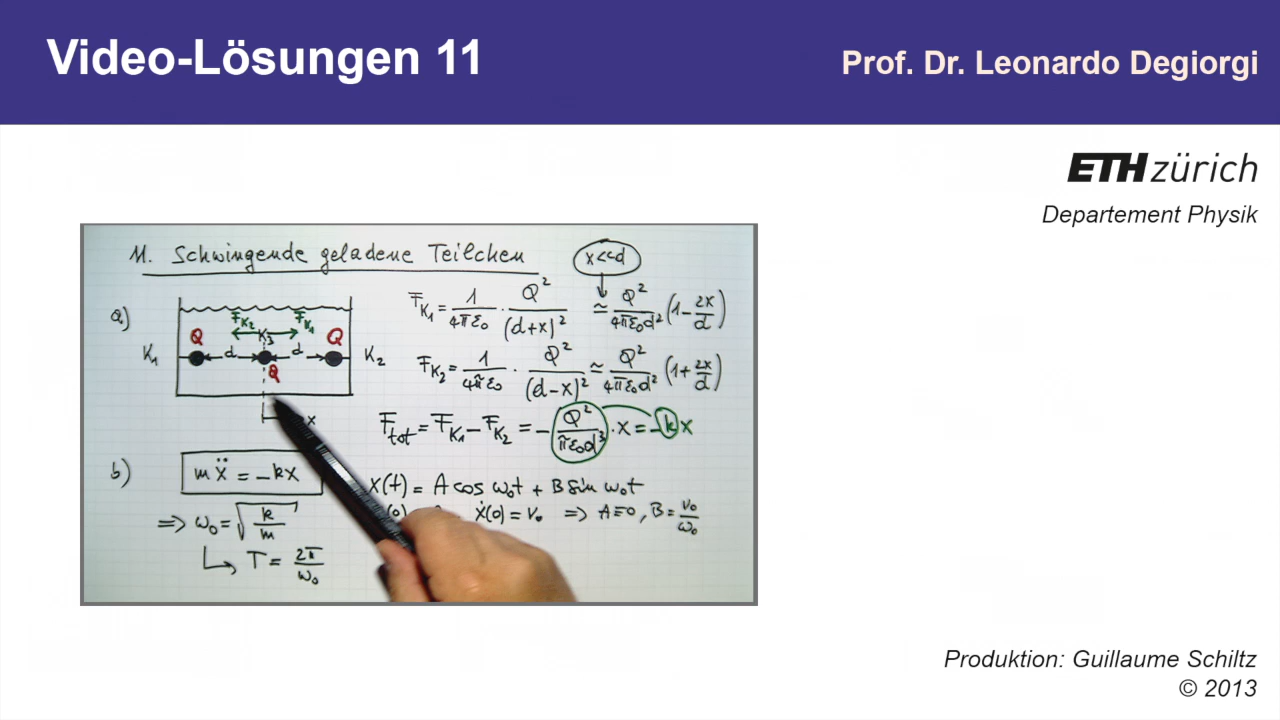 Video-Lösungen 11
Prof. Dr. Leonardo Degiorgi
ETH zürich
Departement Physik
11. Schwingende geladene Teilchen
x<<d
a)
F_K₂ F_K₁
Q K₃ Q
K₁ d d K₂
Q
x
F_K₁ = 1/4πε₀ · Q²/(d+x)² ≃ Q²/4πε₀d² (1-2x/d)
F_K₂ = 1/4πε₀ · Q²/(d-x)² ≃ Q²/4πε₀d² (1+2x/d)
F_tot = F_K₁ - F_K₂ = - Q²/πε₀d³ · x = -kx
b)
mẍ = -kx
x(t) = A cos ω₀t + B sin ω₀t
ẋ(0) = v₀ ⇒ A=0, B = v₀/ω₀
⇒ ω₀ = √k/m
T = 2π/ω₀
Produktion: Guillaume Schiltz
© 2013